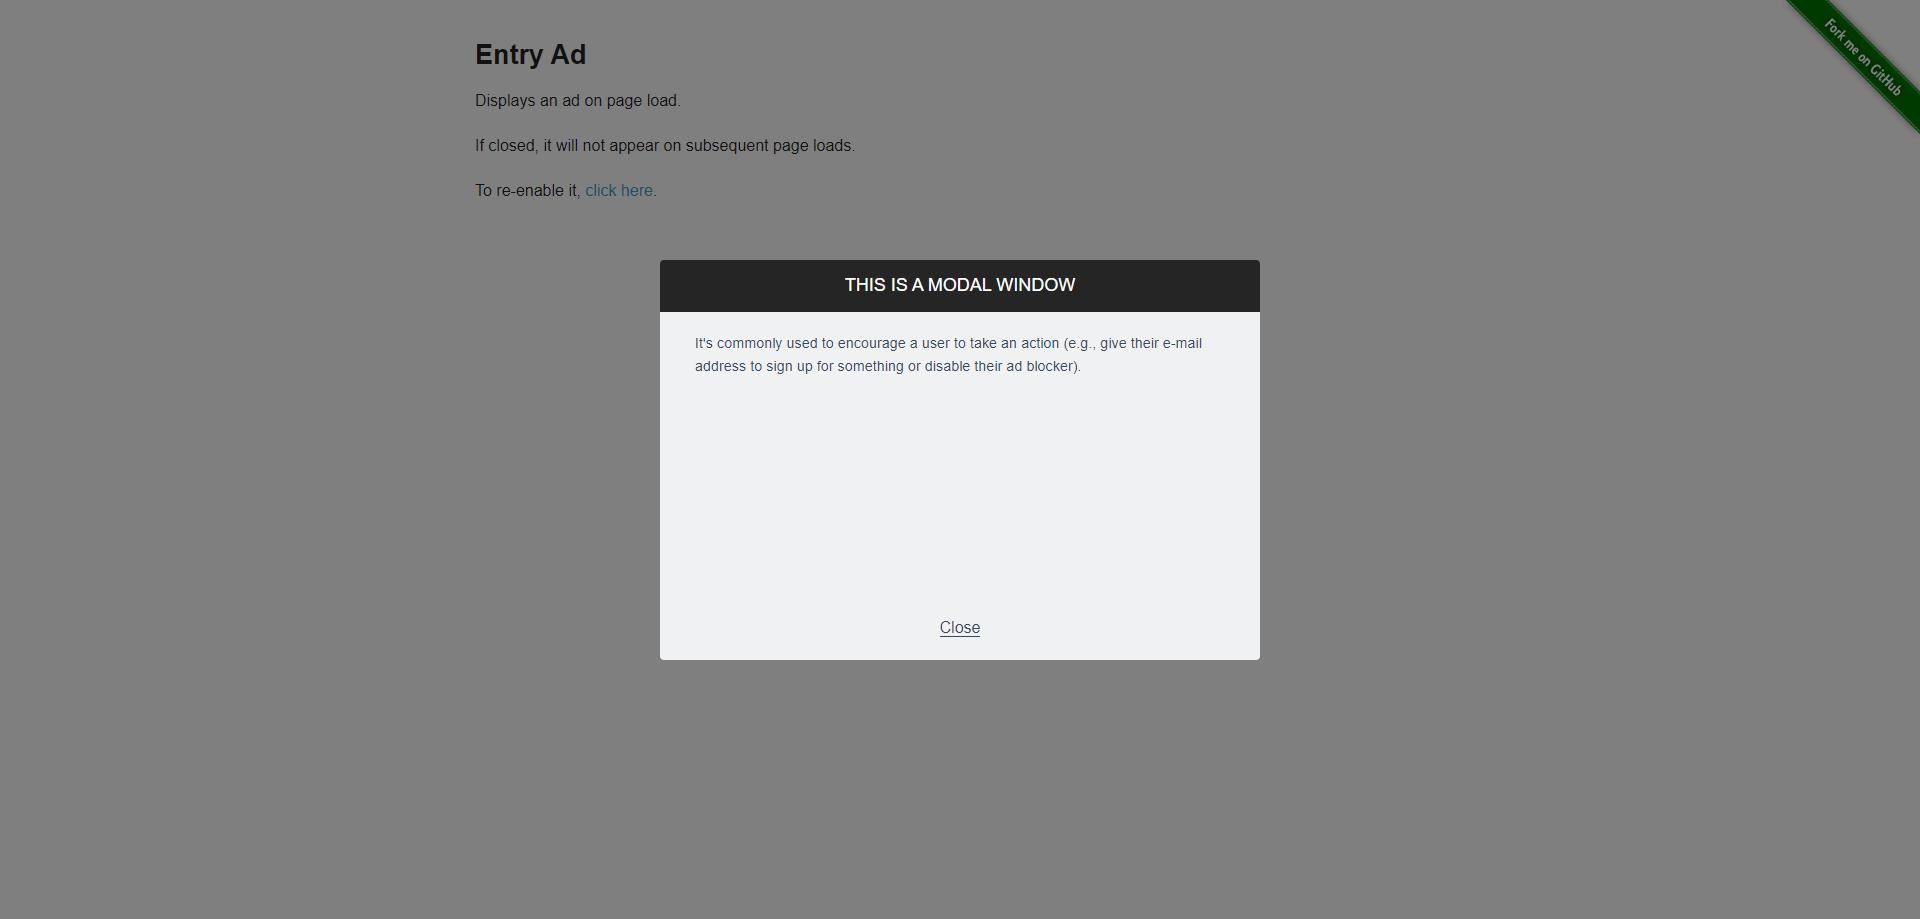 Entry Ad
Displays an ad on page load.
If closed, it will not appear on subsequent page loads.
To re-enable it, click here.
Fork me on GitHub
THIS IS A MODAL WINDOW
It's commonly used to encourage a user to take an action (e.g., give their e-mail
address to sign up for something or disable their ad blocker).
Close